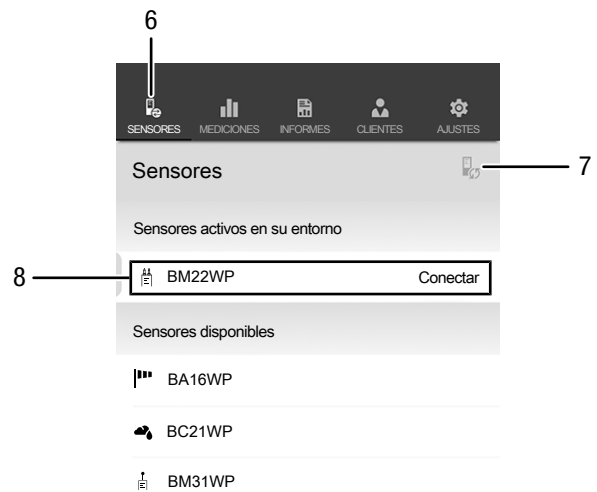 6
SENSORES MEDICIONES INFORMES CLIENTES AJUSTES
Sensores
7
Sensores activos en su entorno
8
BM22WP Conectar
Sensores disponibles
BA16WP
BC21WP
BM31WP